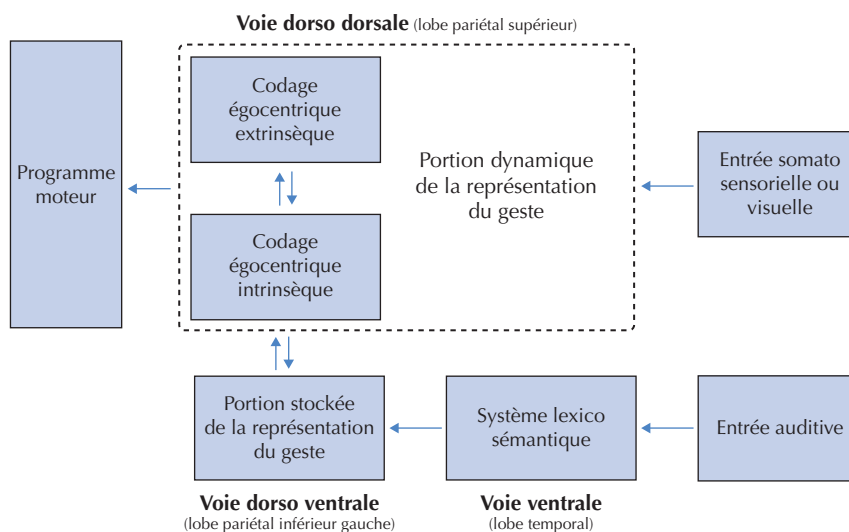 Voie dorso dorsale (lobe pariétal supérieur)
Codage
égocentrique
extrinsèque
Programme
moteur
Portion dynamique
de la représentation
du geste
Entrée somato
sensorielle ou
visuelle
Codage
égocentrique
intrinsèque
Portion stockée
de la représentation
du geste
Système lexico
sémantique
Entrée auditive
Voie dorso ventrale
(lobe pariétal inférieur gauche)
Voie ventrale
(lobe temporal)